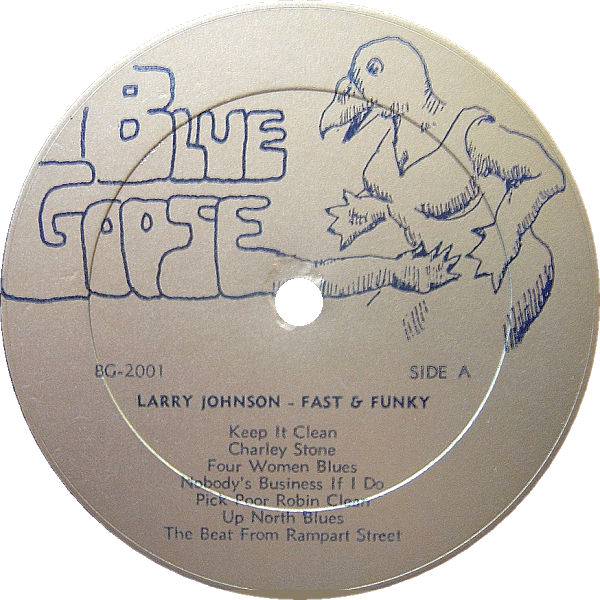 BLUE
GOOSE
BG-2001
SIDE A
LARRY JOHNSON - FAST & FUNKY
Keep It Clean
Charley Stone
Four Women Blues
Nobody's Business If I Do
Pick Poor Robin Clean
Up North Blues
The Beat From Rampart Street